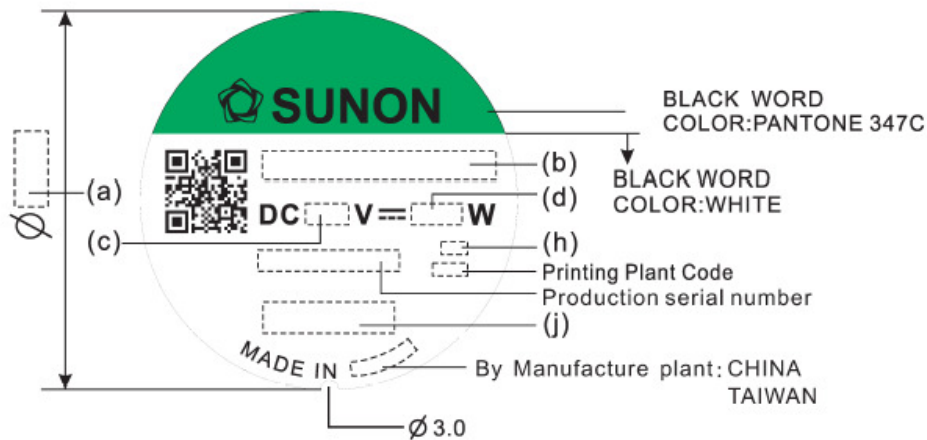 SUNON
BLACK WORD
COLOR:PANTONE 347C
(b)
BLACK WORD
COLOR:WHITE
(a)
(d)
DC V⎓ W
(c)
(h)
Printing Plant Code
Production serial number
(j)
MADE IN
By Manufacture plant: CHINA
TAIWAN
Ø
Ø 3.0